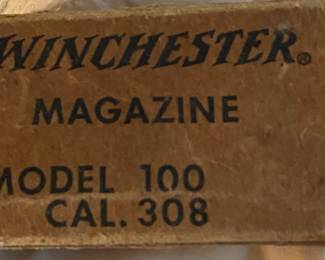 WINCHESTER®
MAGAZINE
MODEL 100
CAL. 308